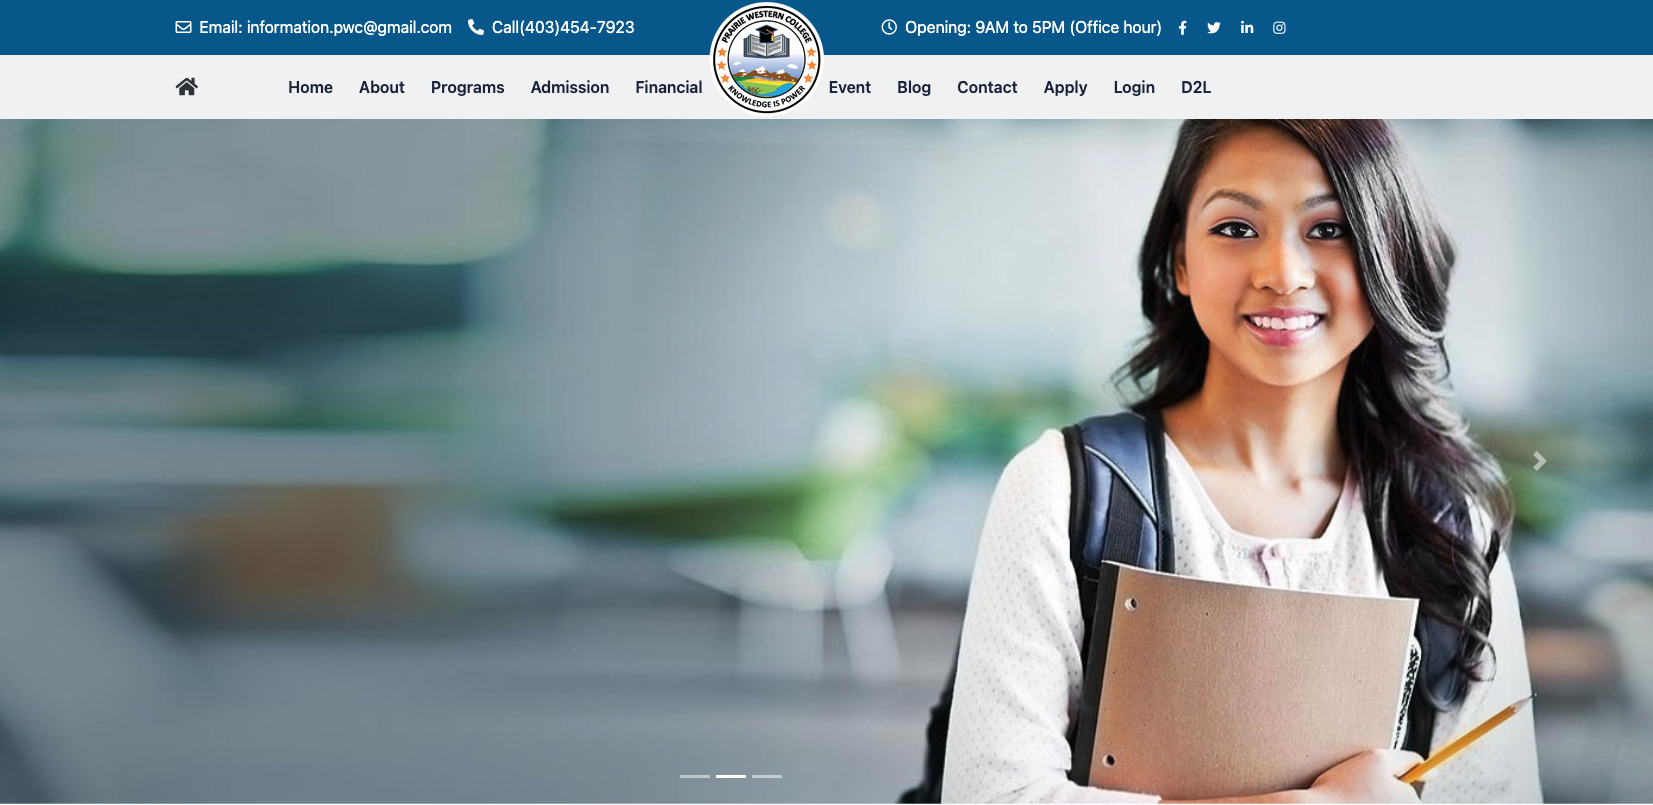 Email: information.pwc@gmail.com Call(403)454-7923 Opening: 9AM to 5PM (Office hour)
PRAIRIE WESTERN COLLEGE
KNOWLEDGE IS POWER
Home About Programs Admission Financial Event Blog Contact Apply Login D2L